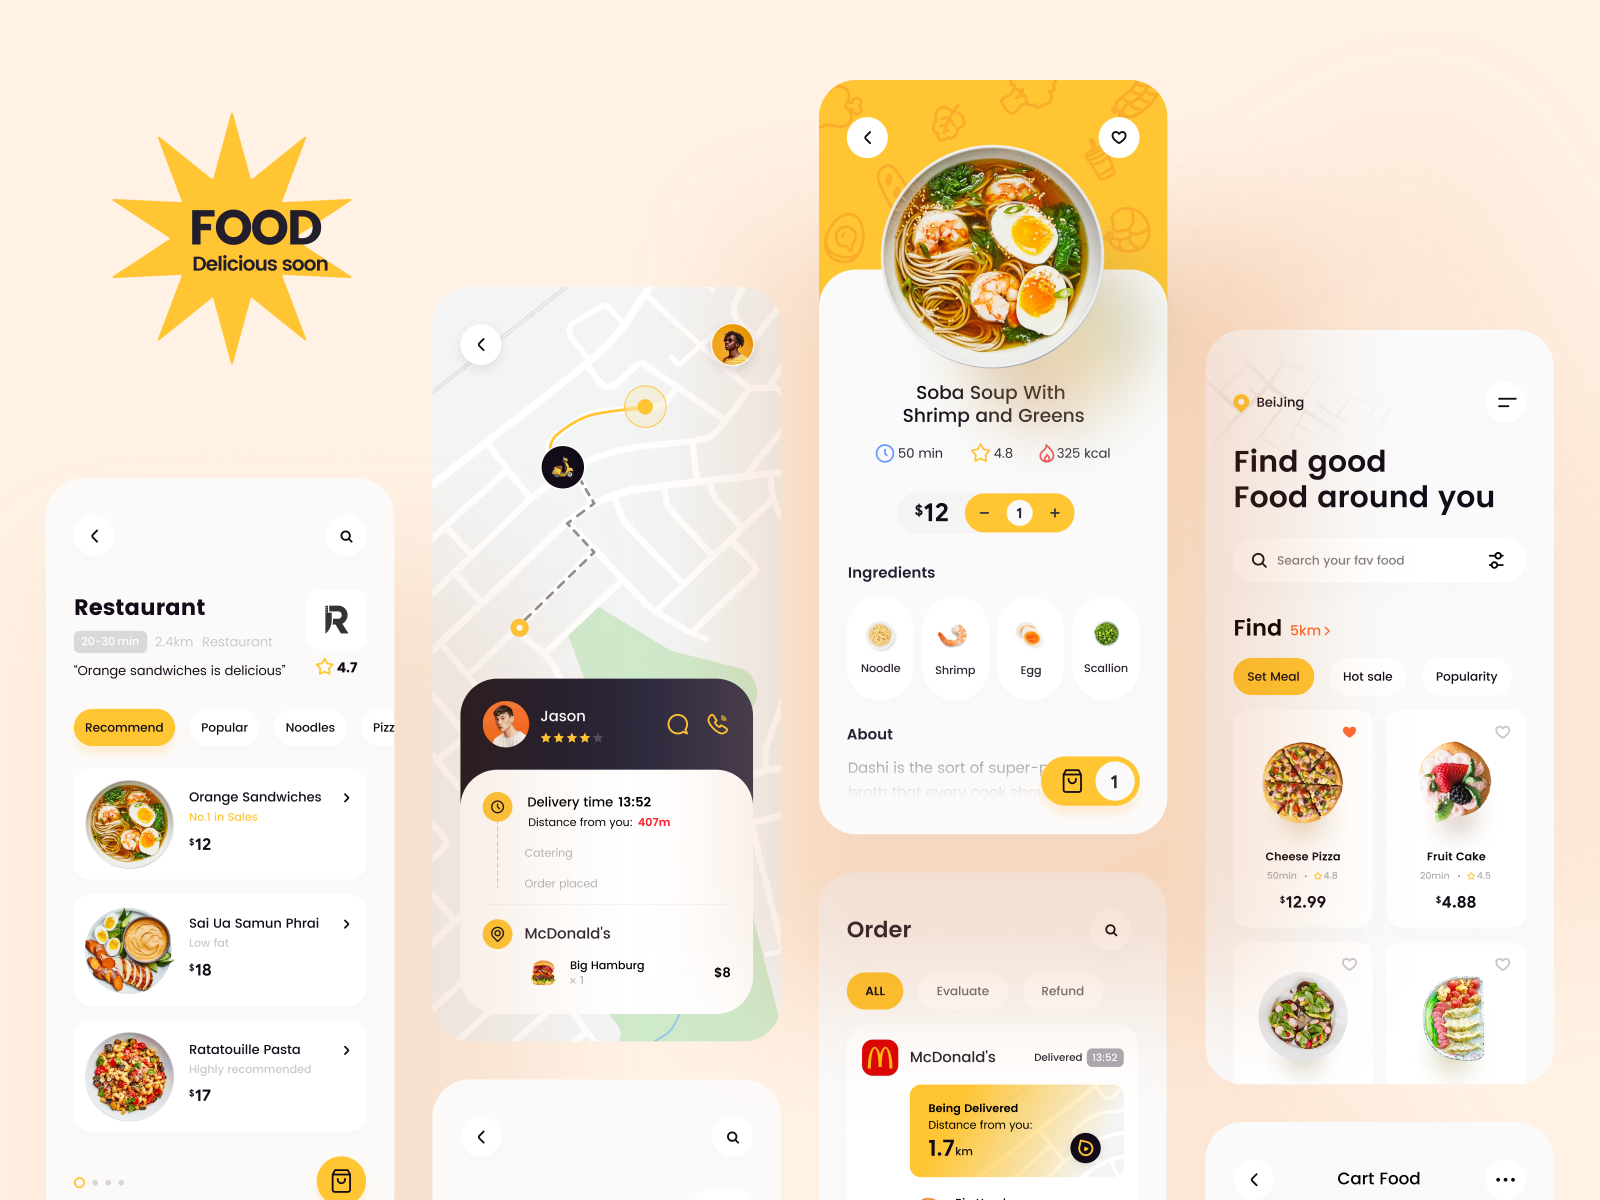 FOOD
Delicious soon
Restaurant
20-30 min 2.4km Restaurant
"Orange sandwiches is delicious"
R
4.7
Recommend
Popular
Noodles
Orange Sandwiches
No.1 in Sales
$12
Sai Ua Samun Phrai
Low fat
$18
Ratatouille Pasta
Highly recommended
$17
Jason
Delivery time 13:52
Distance from you: 407m
Catering
Order placed
McDonald's
Big Hamburg
× 1
$8
Soba Soup With
Shrimp and Greens
50 min
4.8
325 kcal
$12
− 1 +
Ingredients
Noodle
Shrimp
Egg
Scallion
About
Dashi is the sort of super-
broth that every cook
1
Order
ALL
Evaluate
Refund
McDonald's
Delivered 13:52
Being Delivered
Distance from you:
1.7km
BeiJing
Find good
Food around you
Search your fav food
Find 5km >
Set Meal
Hot sale
Popularity
Cheese Pizza
50min • 4.8
$12.99
Fruit Cake
20min • 4.5
$4.88
Cart Food